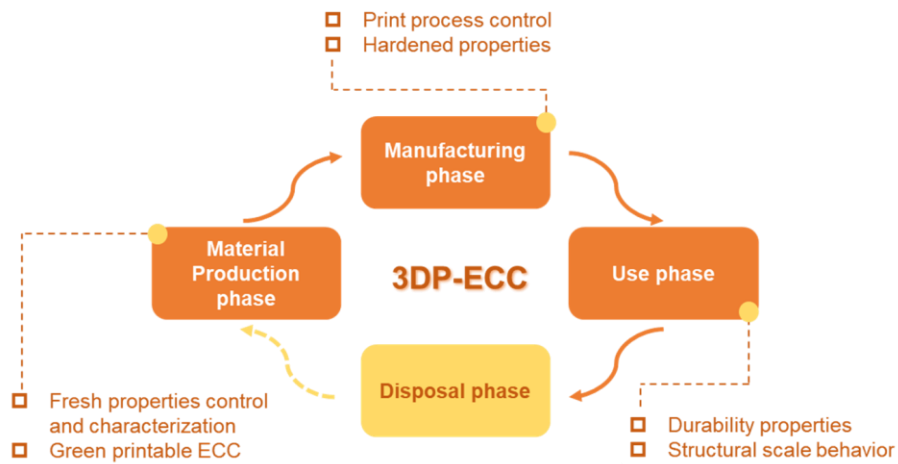 Print process control
Hardened properties
Manufacturing
phase
Material
Production
phase
3DP-ECC
Use phase
Disposal phase
Fresh properties control
and characterization
Green printable ECC
Durability properties
Structural scale behavior